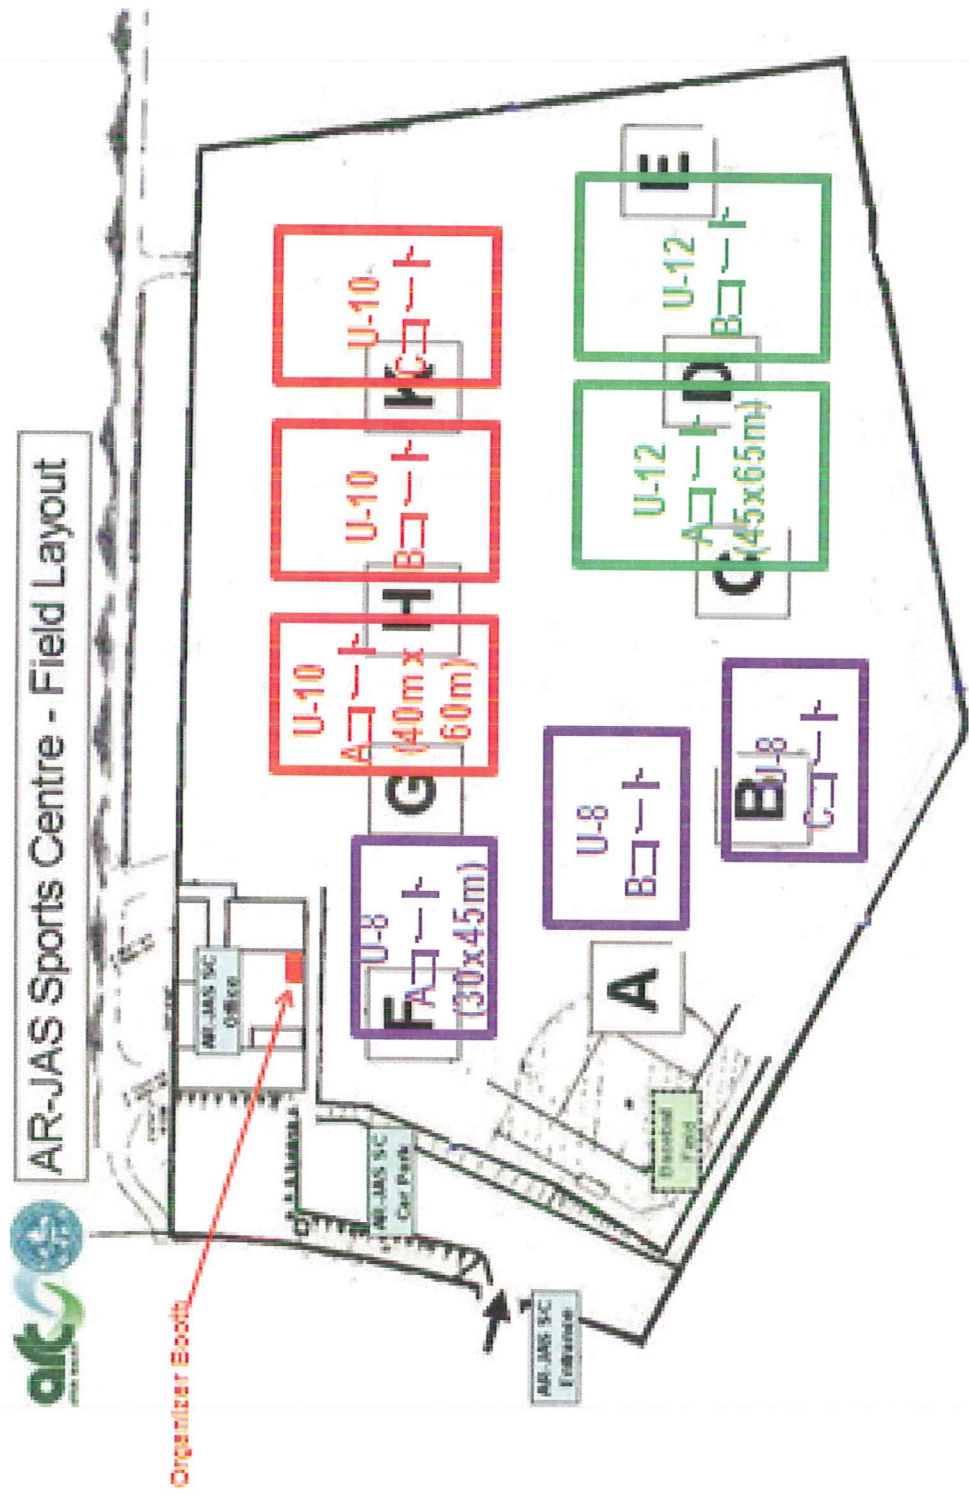 AR-JAS Sports Centre - Field Layout
Organizer Booth
AR-JAS SC
Office
AR-JAS SC
Car Park
AR-JAS SC
Entrance
Baseball
Field
U-8
Aコート
(30x45m)
F
G
U-10
Aコート
(40m x
60m)
H
U-10
Bコート
K
U-10
Cコート
A
U-8
Bコート
B
U-8
Cコート
C
U-12
Aコート
(45x65m)
D
U-12
Bコート
E